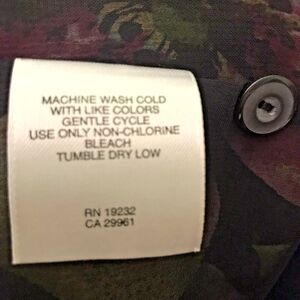 MACHINE WASH COLD
WITH LIKE COLORS
GENTLE CYCLE
USE ONLY NON-CHLORINE
BLEACH
TUMBLE DRY LOW
RN 19232
CA 29961